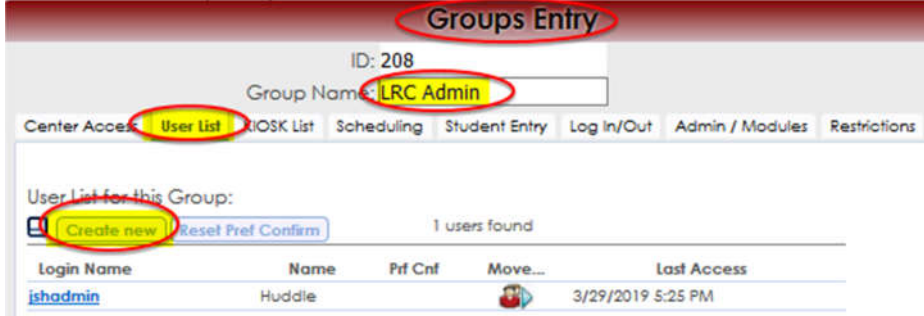 Groups Entry
ID: 208
Group Name: LRC Admin
Center Access User List KIOSK List Scheduling Student Entry Log In/Out Admin / Modules Restrictions
User List for this Group:
Create new Reset Pref Confirm 1 users found
Login Name Name Prf Cnf Move... Last Access
jshadmin Huddle 3/29/2019 5:25 PM